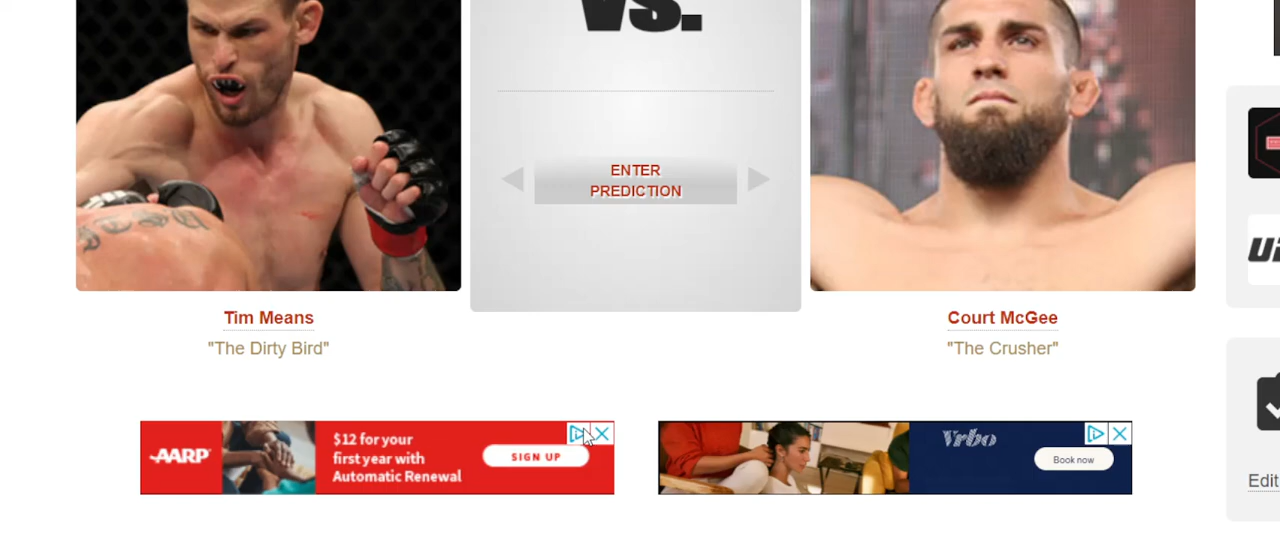 VS.
ENTER
PREDICTION
Tim Means
"The Dirty Bird"
Court McGee
"The Crusher"
AARP
$12 for your
first year with
Automatic Renewal
SIGN UP
Vrbo
Book now
Edit